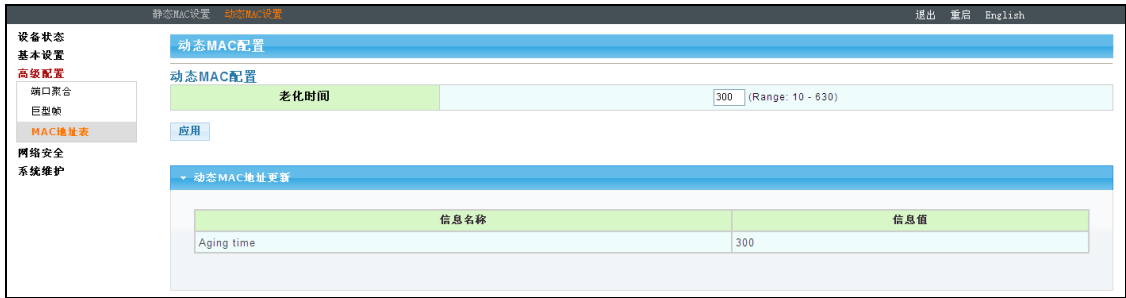 静态MAC设置 动态MAC设置 退出 重启 English
设备状态
基本设置
高级配置
端口聚合
巨型帧
MAC地址表
网络安全
系统维护
动态MAC配置
动态MAC配置
老化时间 300 (Range: 10 - 630)
应用
动态MAC地址更新
信息名称 信息值
Aging time 300